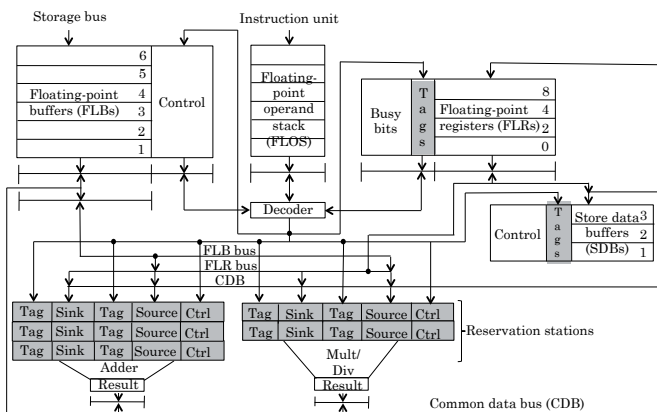 Storage bus
Instruction unit
6
5
Floating-point 4
buffers (FLBs) 3
2
1
Control
Floating-
point
operand
stack
(FLOS)
Busy
bits
T
a
g
s
8
Floating-point 4
registers (FLRs) 2
0
Decoder
Control
T
a
g
s
Store data 3
buffers 2
(SDBs) 1
FLB bus
FLR bus
CDB
Tag Sink Tag Source Ctrl
Tag Sink Tag Source Ctrl
Tag Sink Tag Source Ctrl
Adder
Result
Tag Sink Tag Source Ctrl
Tag Sink Tag Source Ctrl
Mult/
Div
Result
Reservation stations
Common data bus (CDB)